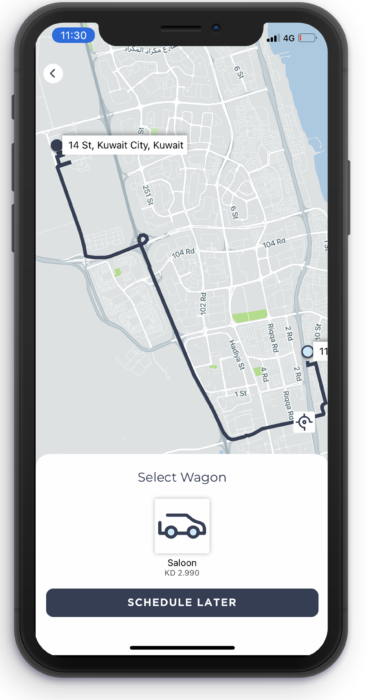 11:30
4G
شارع مكراد المكراد
6 St
St
14 St, Kuwait City, Kuwait
251 St
6 St
104 Rd
104 Rd
102 Rd
Riqqa Rd
2 Rd
11
Hadiya St
4 Rd
2 Rd
1 St
Riqqa Rd
Select Wagon
Saloon
KD 2.990
SCHEDULE LATER